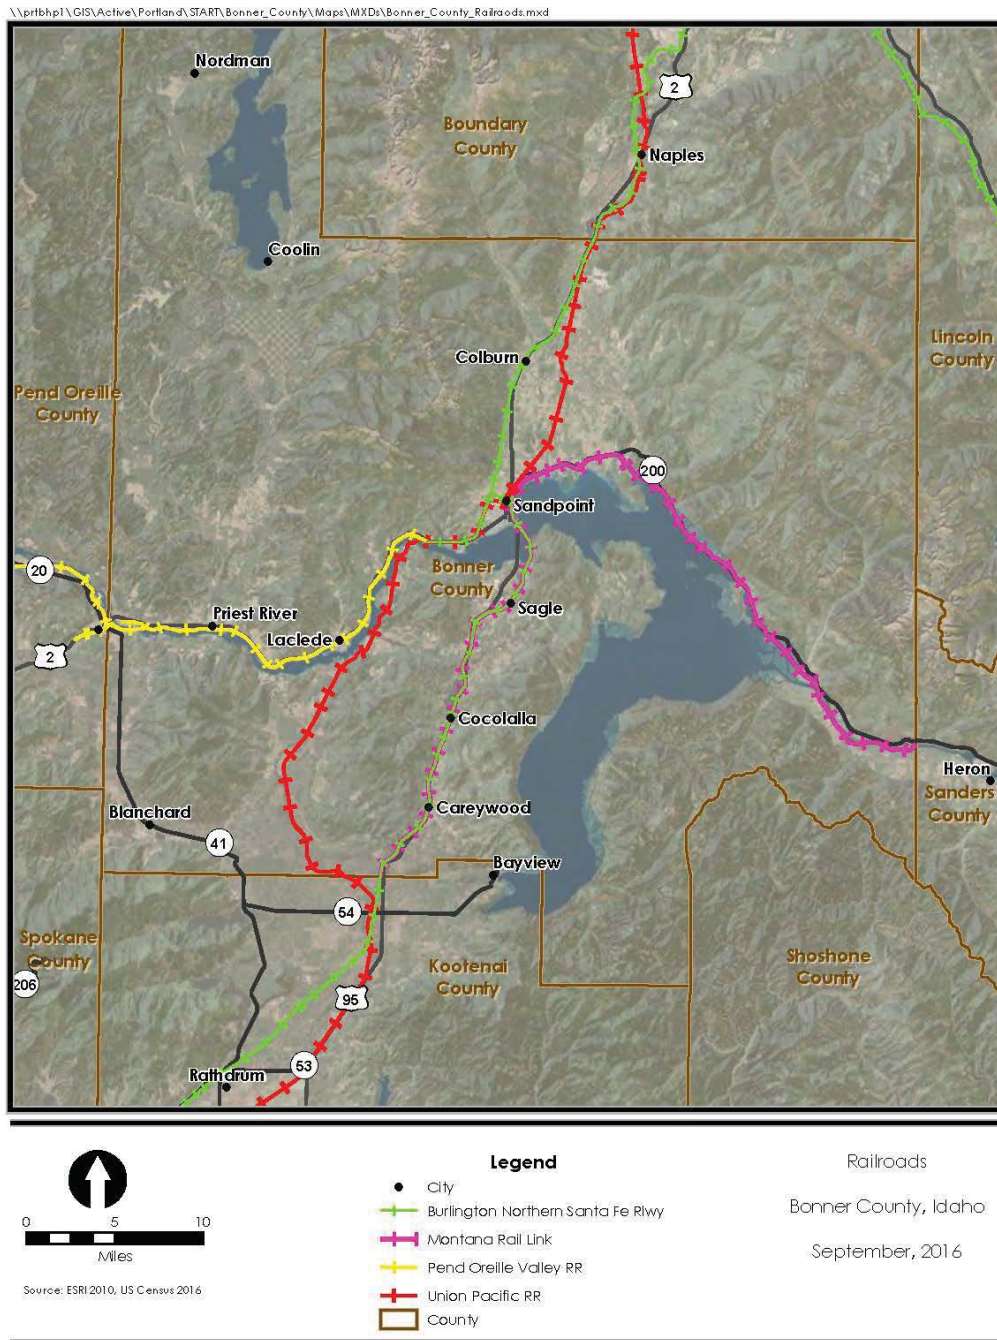 \\prtbhp1\GIS\Active\Portland\START\Bonner_County\Maps\MXDs\Bonner_County_Railraods.mxd
Nordman
2
Boundary
County
Naples
Coolin
Lincoln
County
Colburn
Pend Oreille
County
200
Sandpoint
20
Bonner
County
Sagle
Priest River
Laclede
2
Cocolalla
Heron
Sanders
County
Careywood
Blanchard
41
Bayview
54
Spokane
County
Kootenai
County
Shoshone
County
206
95
53
Rathdrum
Legend
City
Burlington Northern Santa Fe Rlwy
Montana Rail Link
Pend Oreille Valley RR
Union Pacific RR
County
0 5 10
Miles
Source: ESRI 2010, US Census 2016
Railroads
Bonner County, Idaho
September, 2016